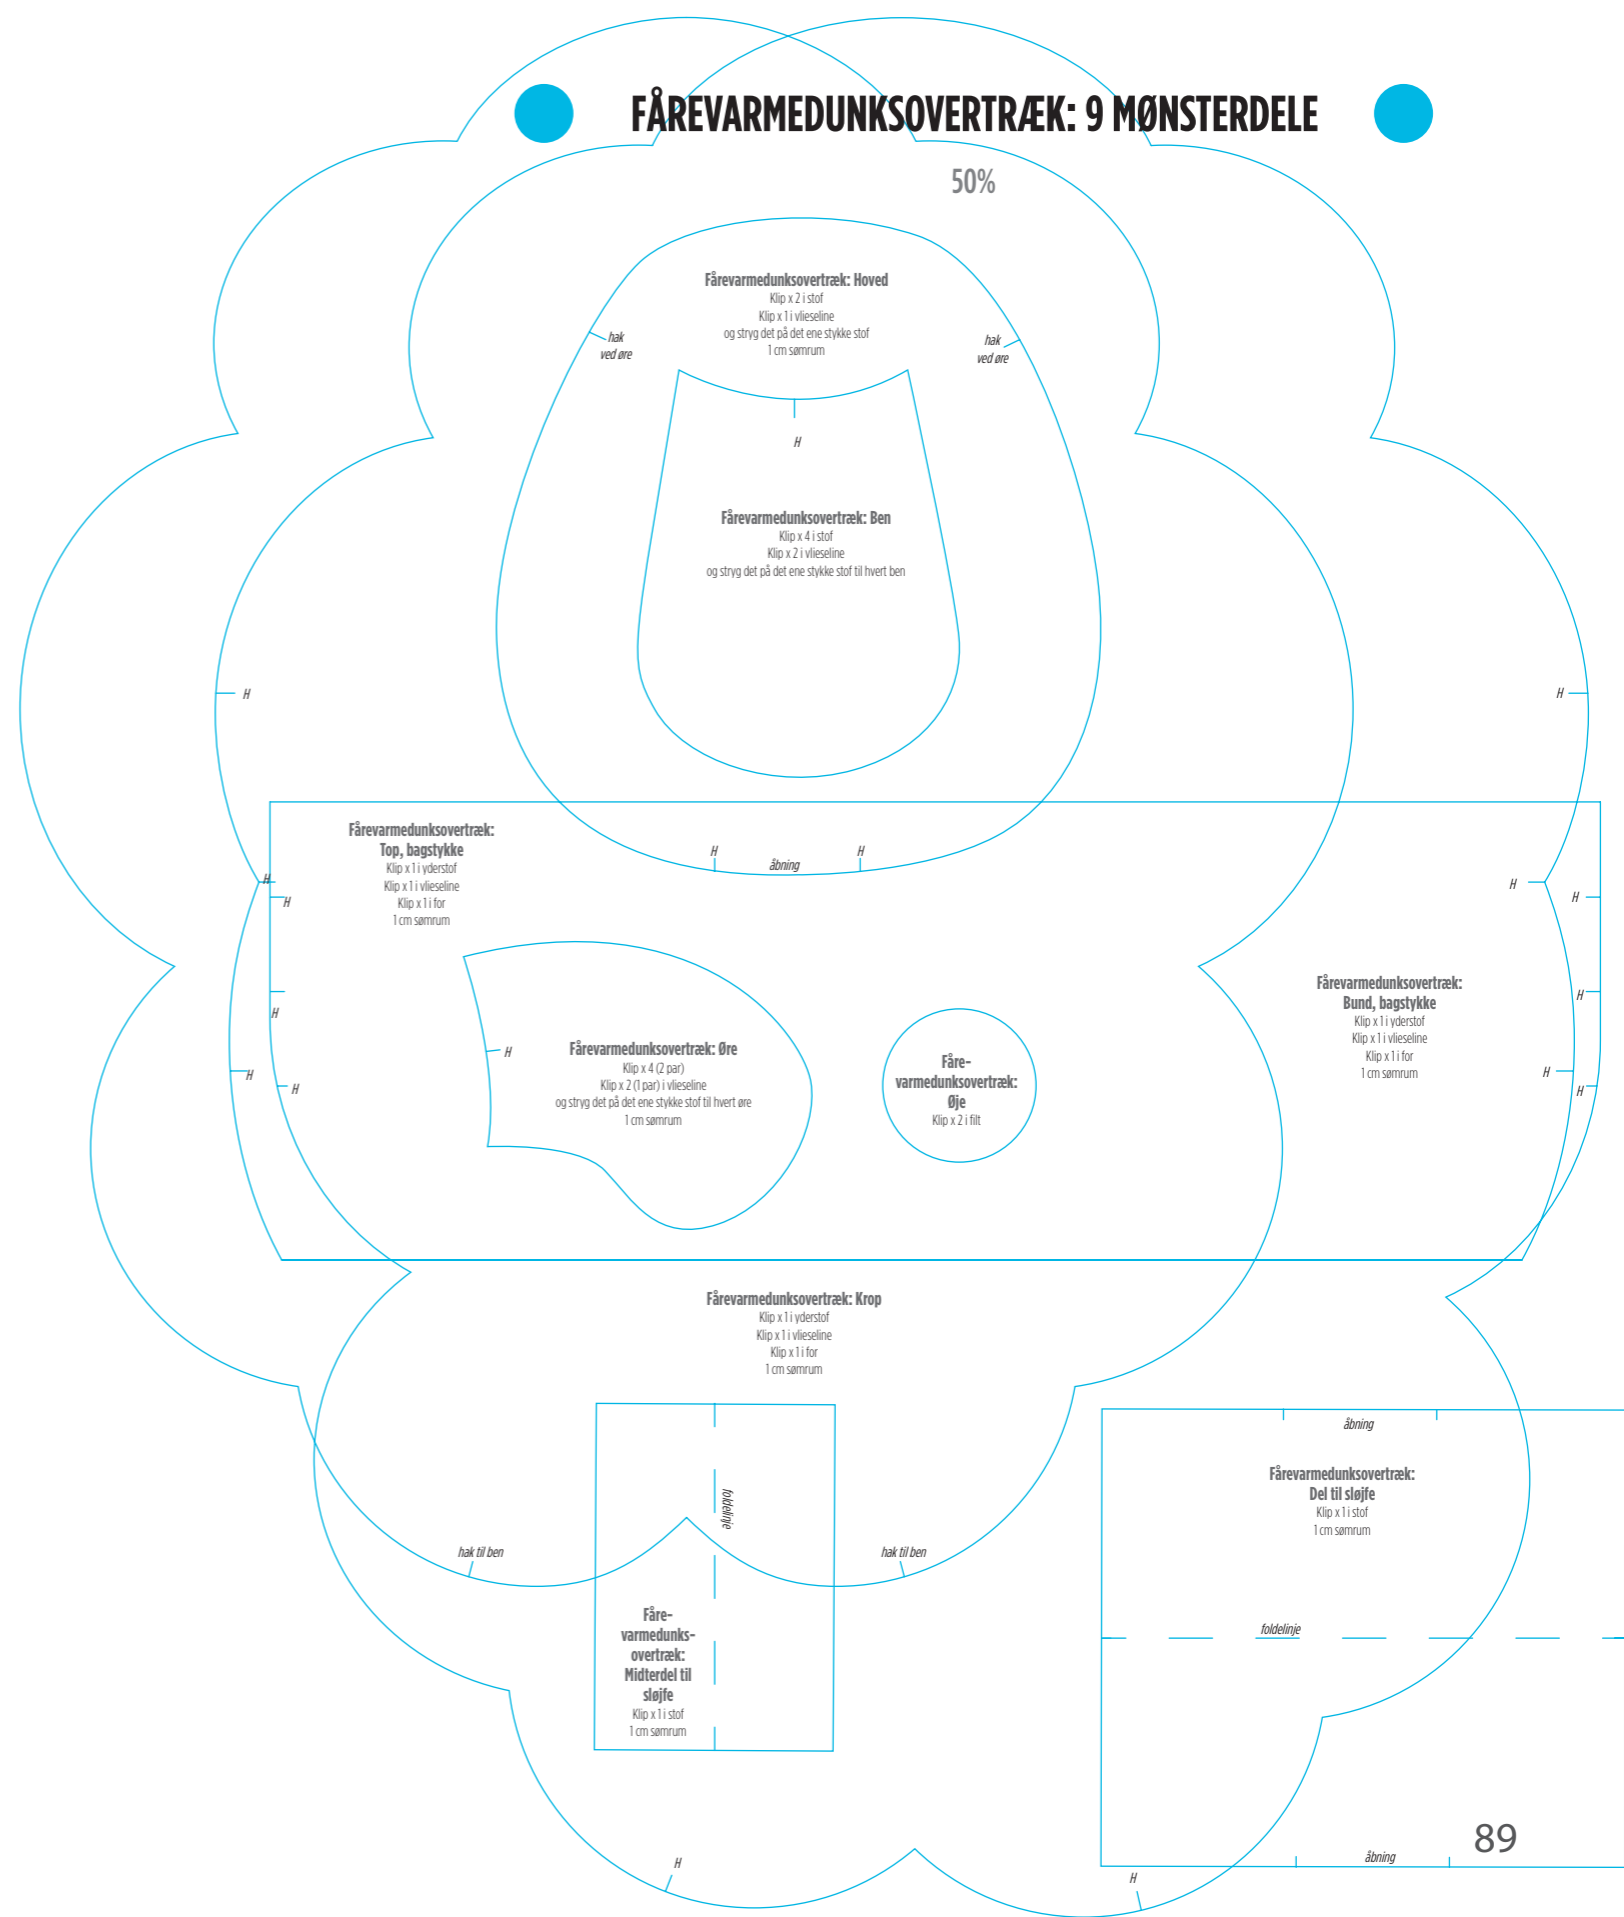 FÅREVARMEDUNKSOVERTRÆK: 9 MØNSTERDELE
50%
Fårevarmedunksovertræk: Hoved
Klip x 2 i stof
Klip x 1 i vlieseline
og stryg det på det ene stykke stof
1 cm sømrum
hak
ved øre
hak
ved øre
H
Fårevarmedunksovertræk: Ben
Klip x 4 i stof
Klip x 2 i vlieseline
og stryg det på det ene stykke stof til hvert ben
H
H
Fårevarmedunksovertræk:
Top, bagstykke
Klip x 1 i yderstof
Klip x 1 i vlieseline
Klip x 1 i for
1 cm sømrum
H
åbning
H
H
H
H
H
H
H
H
Fårevarmedunksovertræk:
Bund, bagstykke
Klip x 1 i yderstof
Klip x 1 i vlieseline
Klip x 1 i for
1 cm sømrum
H
H
H
H
Fårevarmedunksovertræk: Øre
Klip x 4 (2 par)
Klip x 2 (1 par) i vlieseline
og stryg det på det ene stykke stof til hvert øre
1 cm sømrum
Fåre-
varmedunksovertræk:
Øje
Klip x 2 i filt
Fårevarmedunksovertræk: Krop
Klip x 1 i yderstof
Klip x 1 i vlieseline
Klip x 1 i for
1 cm sømrum
åbning
Fårevarmedunksovertræk:
Del til sløjfe
Klip x 1 i stof
1 cm sømrum
foldelinje
hak til ben
hak til ben
foldelinje
Fåre-
varmedunks-
overtræk:
Midterdel til
sløjfe
Klip x 1 i stof
1 cm sømrum
89
åbning
H
H